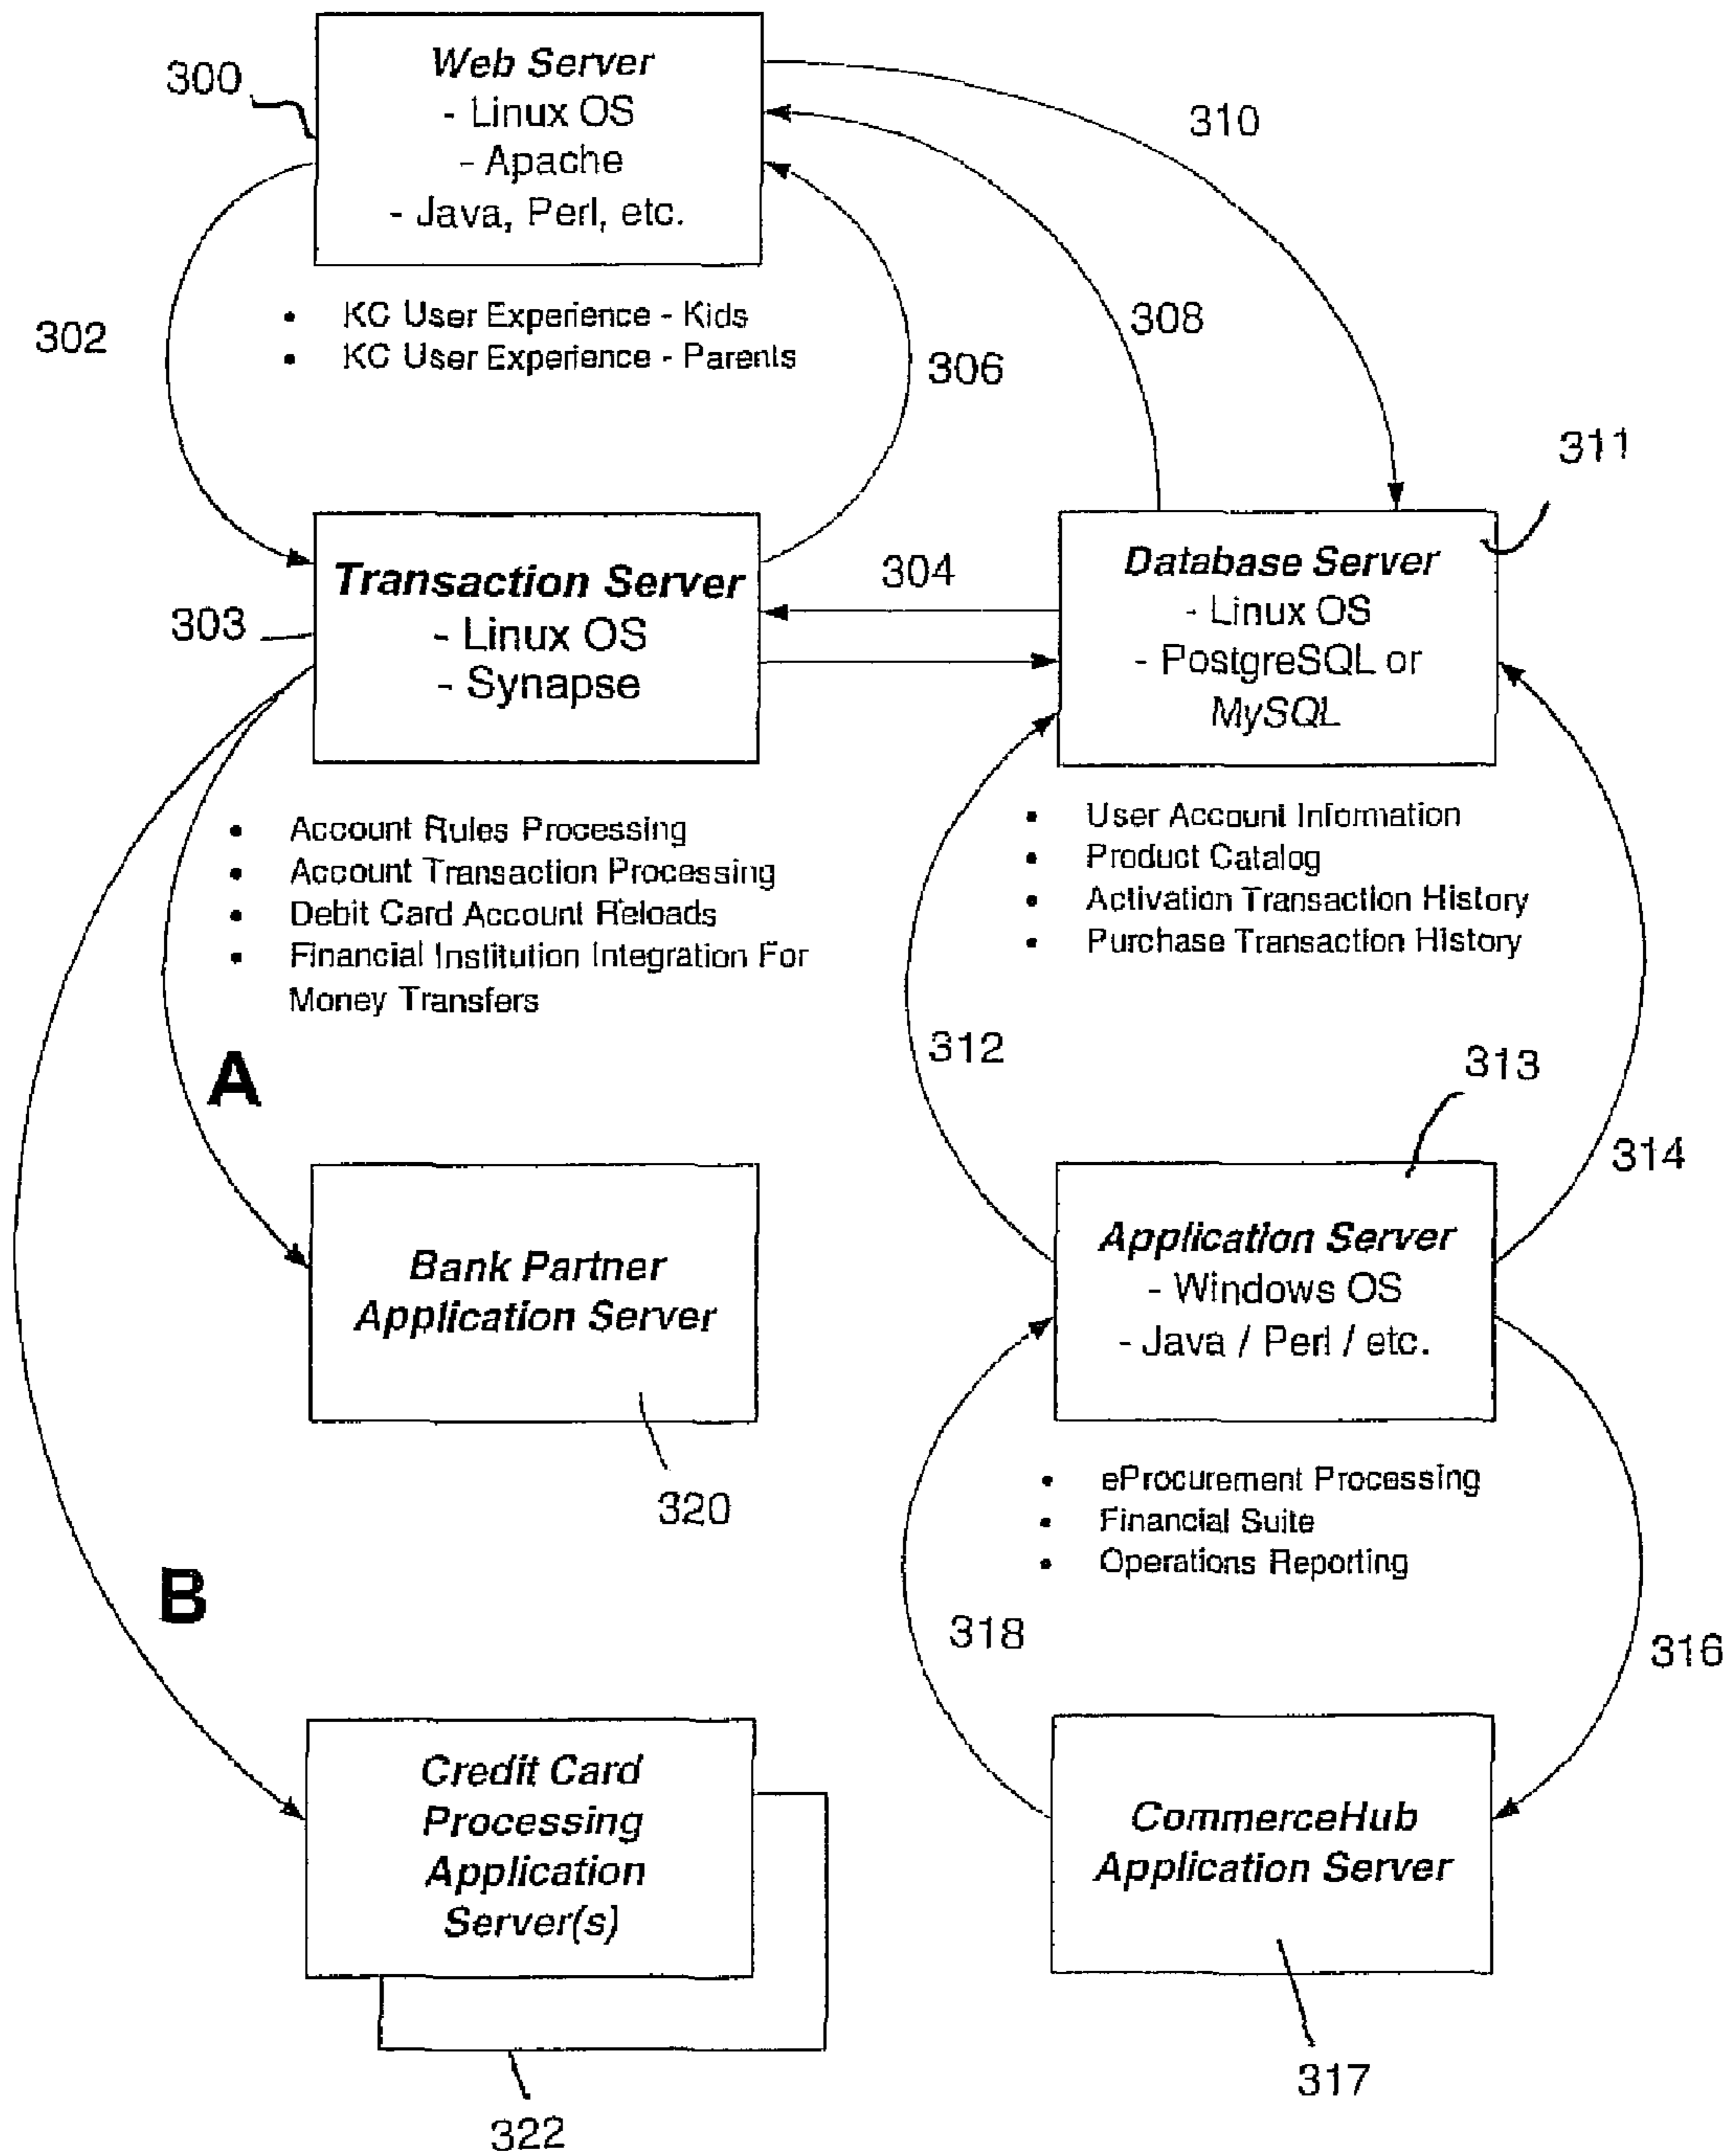 Web Server
- Linux OS
- Apache
- Java, Perl, etc.
300
310
302
• KC User Experience - Kids
• KC User Experience - Parents
308
306
311
Transaction Server
- Linux OS
- Synapse
303
304
Database Server
- Linux OS
- PostgreSQL or
MySQL
• Account Rules Processing
• Account Transaction Processing
• Debit Card Account Reloads
• Financial Institution Integration For
Money Transfers
• User Account Information
• Product Catalog
• Activation Transaction History
• Purchase Transaction History
A
312
313
314
Bank Partner
Application Server
320
Application Server
- Windows OS
- Java / Perl / etc.
• eProcurement Processing
• Financial Suite
• Operations Reporting
B
318
316
Credit Card
Processing
Application
Server(s)
322
CommerceHub
Application Server
317